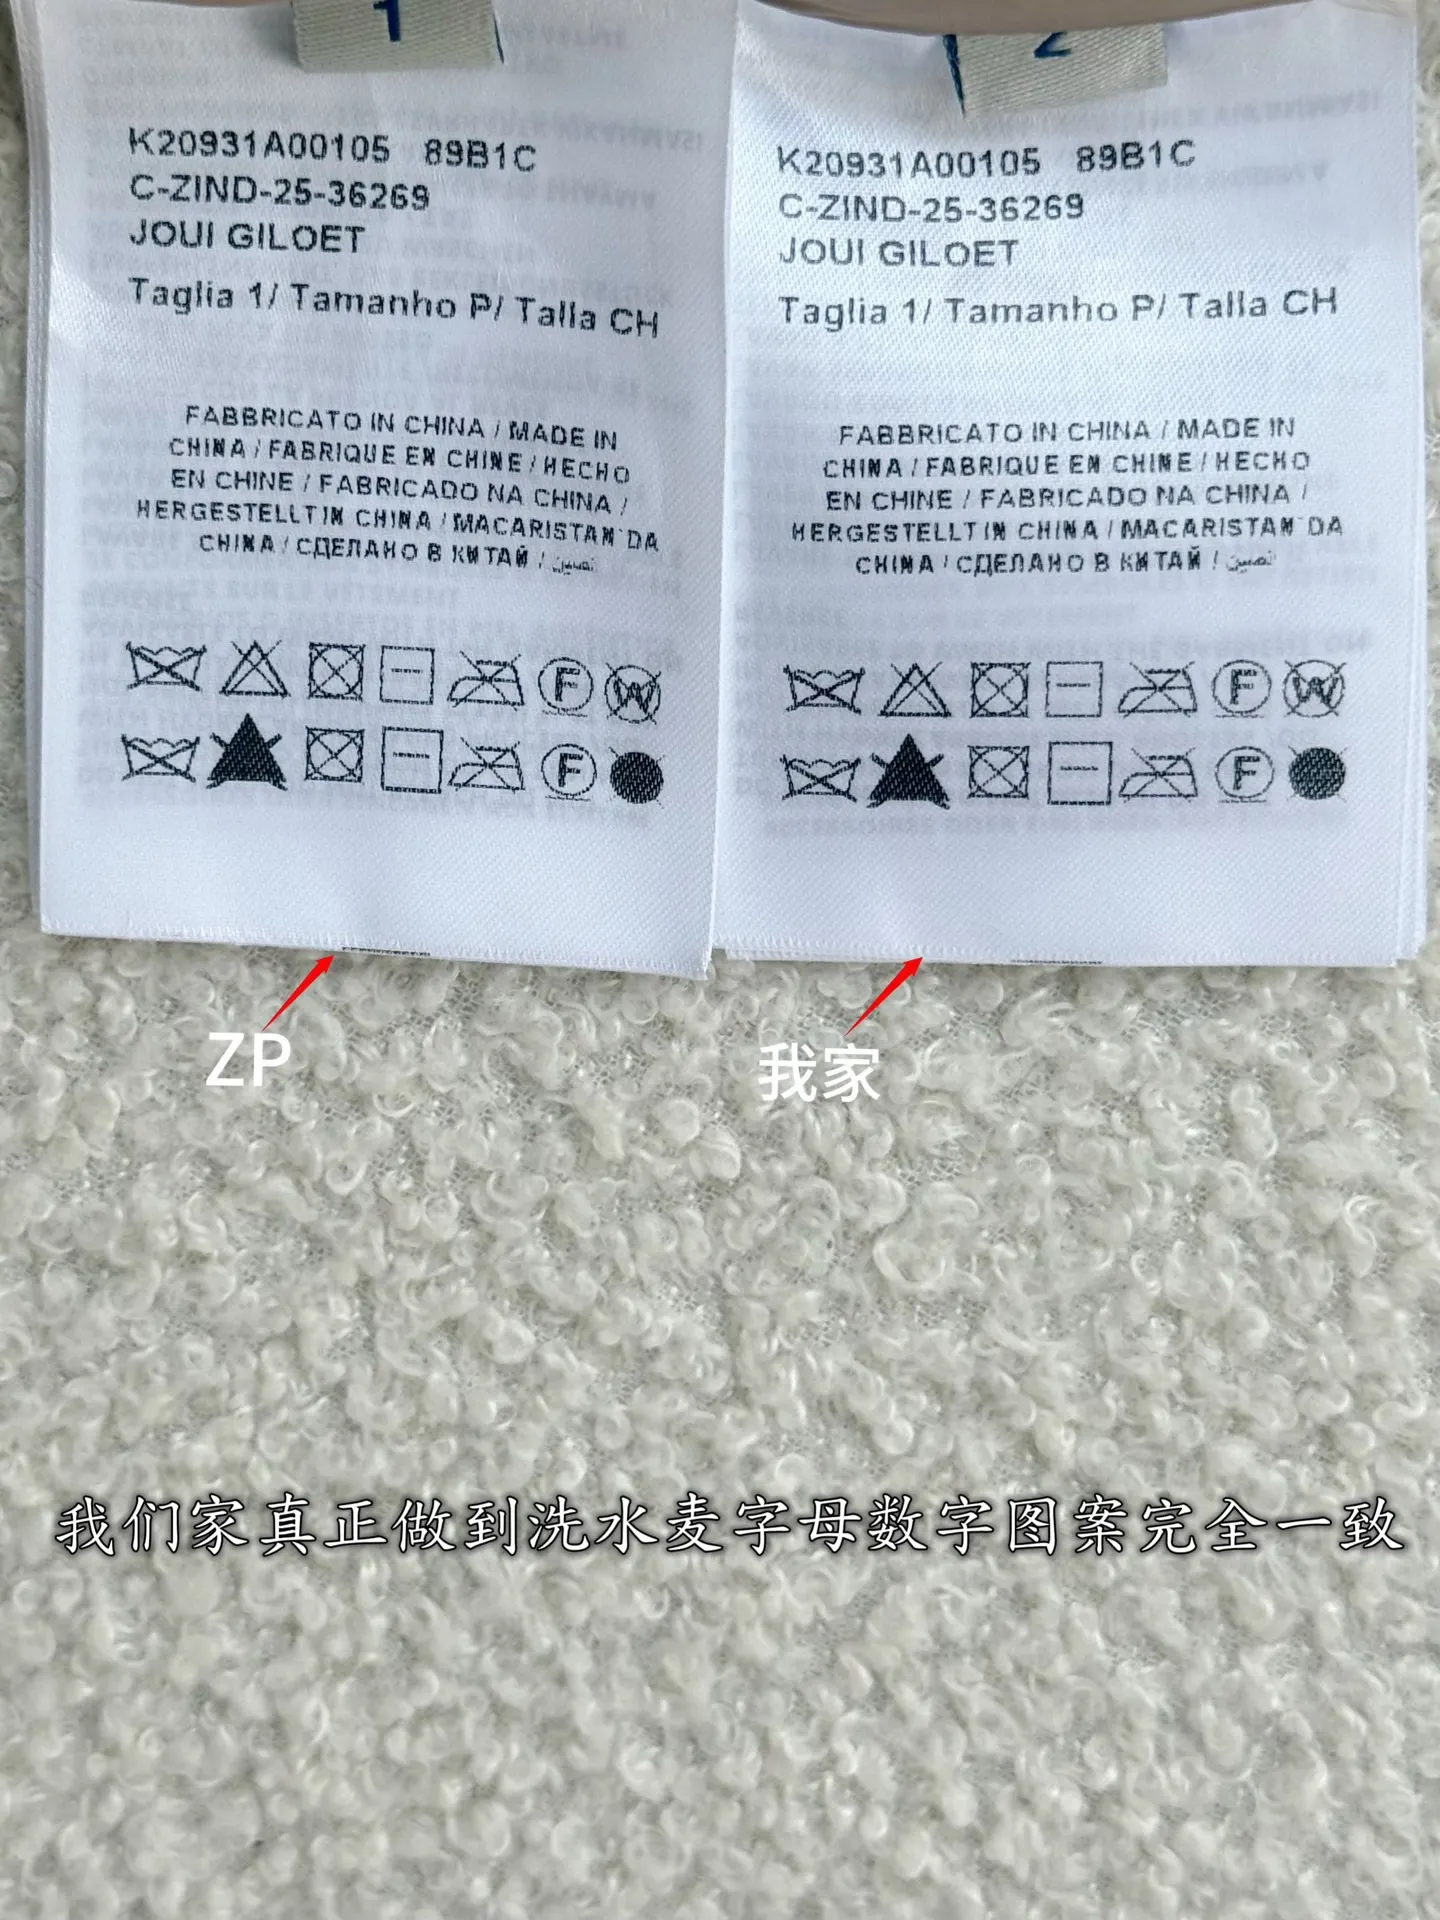 1
K20931A00105 89B1C
C-ZIND-25-36269
JOUI GILOET
Taglia 1/ Tamanho P/ Talla CH
FABBRICATO IN CHINA / MADE IN
CHINA / FABRIQUE EN CHINE / HECHO
EN CHINE / FABRICADO NA CHINA /
HERGESTELLT IN CHINA / MACARISTAN`DA
CHINA / СДЕЛАНО В КИТАЙ /
F W
F
ZP
2
K20931A00105 89B1C
C-ZIND-25-36269
JOUI GILOET
Taglia 1/ Tamanho P/ Talla CH
FABBRICATO IN CHINA / MADE IN
CHINA / FABRIQUE EN CHINE / HECHO
EN CHINE / FABRICADO NA CHINA /
HERGESTELLT IN CHINA / MACARISTAN`DA
CHINA / СДЕЛАНО В КИТАЙ /
F W
F
我家
我们家真正做到洗水麦字母数字图案完全一致